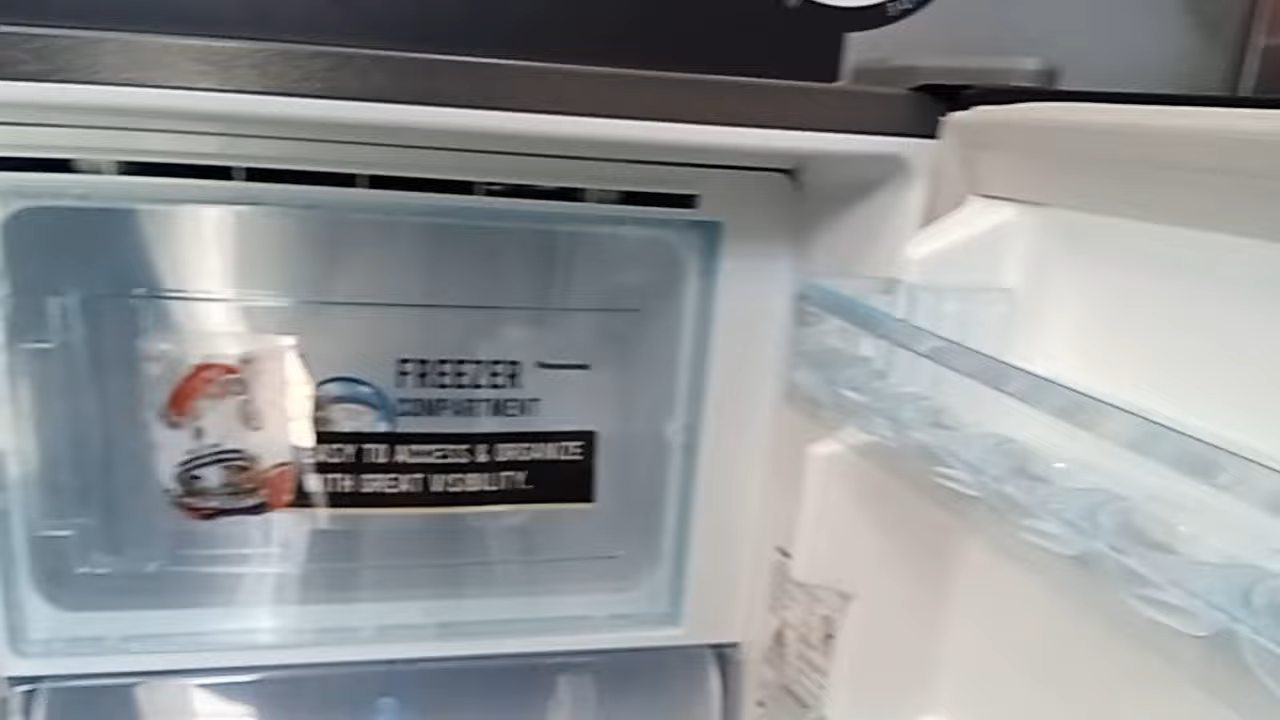 FREEZER
COMPARTMENT
EASY TO ACCESS & ORGANIZE
WITH GREAT VISIBILITY.